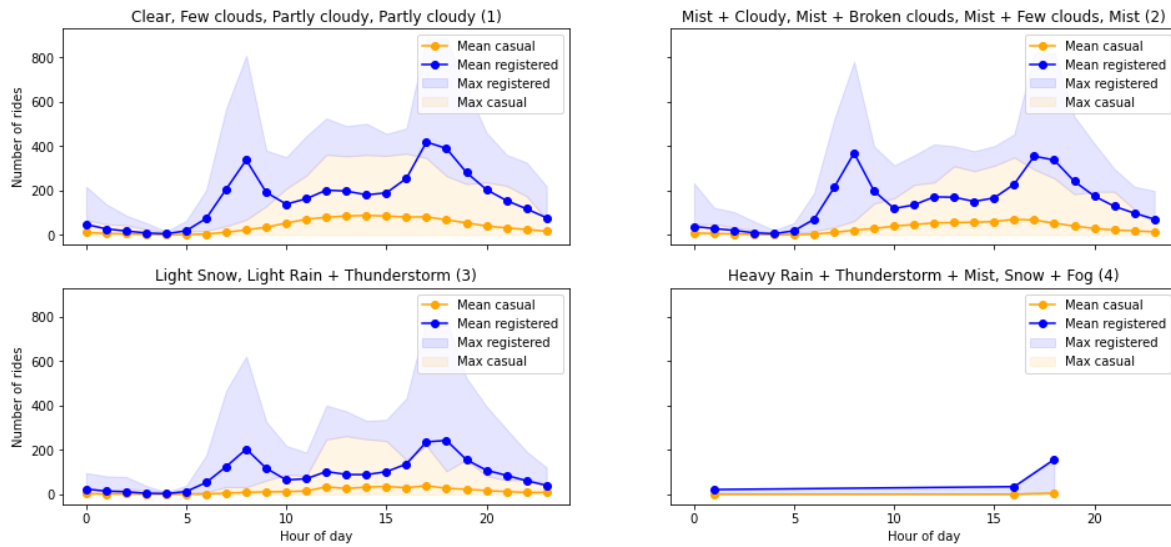 Clear, Few clouds, Partly cloudy, Partly cloudy (1)
Number of rides
800
600
400
200
0
Mean casual
Mean registered
Max registered
Max casual
Mist + Cloudy, Mist + Broken clouds, Mist + Few clouds, Mist (2)
Mean casual
Mean registered
Max registered
Max casual
Light Snow, Light Rain + Thunderstorm (3)
Number of rides
800
600
400
200
0
Mean casual
Mean registered
Max registered
Max casual
0 5 10 15 20
Hour of day
Heavy Rain + Thunderstorm + Mist, Snow + Fog (4)
Mean casual
Mean registered
Max registered
Max casual
0 5 10 15 20
Hour of day